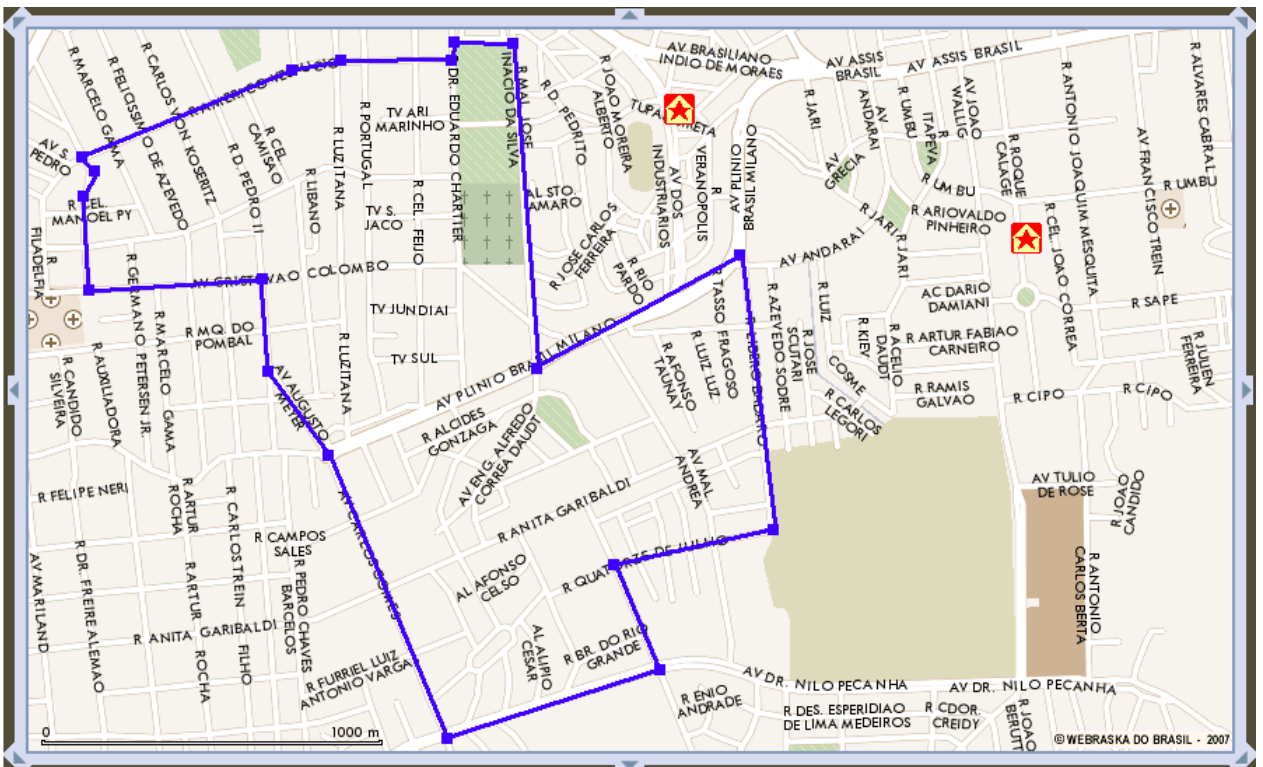 AV BRASILIANO
INDIO DE MORAES
AV ASSIS
BRASIL
AV ASSIS BRASIL
R MARCELO GAMA
R FELICISSIMO DE AZEVEDO
R CARLOS VON KOSERITZ
DR. EDUARDO CHARTIER
INACIO DA SILVA
R MAL JOSE
R D. PEDRITO
R JOAO MOREIRA
ALBERTO
R JARI
AV
ANDARAI
R UMBU
R
ITAPEVA
AV JOAO
WALLIG
R ROQUE
CALAGE
R ANTONIO JOAQUIM MESQUITA
AV FRANCISCO TREIN
R ALVARES CABRAL
AV S.
PEDRO
R CEL.
CAMISAO
R D. PEDRO II
R LIBANO
R LUZITANA
R PORTUGAL
TV ARI
MARINHO
R CEL. FEIJO
TV S.
JACO
AL STO.
AMARO
R JOSE CARLOS
FERREIRA
R RIO
PARDO
INDUSTRIARIOS
AV DOS
VERANOPOLIS
R
AV PLINIO
BRASIL MILANO
AV
GRECIA
R UMBU
R UMBU
R ARIOVALDO
PINHEIRO
R JARI
R JARI
R CEL. JOAO CORREA
R CEL.
MANOEL PY
FILADELFIA
R
AV CRISTOVAO COLOMBO
AV ANDARAI
R GERMANO PETERSEN JR.
R MARCELO GAMA
R MQ. DO
POMBAL
TV JUNDIAI
TV SUL
R LUZITANA
AV PLINIO BRASIL MILANO
R TASSO FRAGOSO
R LIBERO BADARO
R AZEVEDO SODRE
R LUIZ
AC DARIO
DAMIANI
R SAPE
R ARTUR FABIAO
CARNEIRO
R KIEV
R ACELIO
DAUDT
R JOSE
SCUTARI
COSME
R CARLOS
LEGORI
R RAMIS
GALVAO
R CIPO
R CIPO
R JULIEN
FERREIRA
R CANDIDO
SILVEIRA
R AUXILIADORA
AV AUGUSTO
MEYER
R ALCIDES
GONZAGA
AV ENG. ALFREDO
CORREA DAUDT
R AFONSO
TAUNAY
R LUIZ LUZ
AV MAL.
ANDREA
R FELIPE NERI
R ARTUR
ROCHA
R CARLOS TREIN
FILHO
R CAMPOS
SALES
AV CARLOS GOMES
R ANITA GARIBALDI
R QUATORZE DE JULHO
AV TULIO
DE ROSE
R JOAO
CANDIDO
AV MARILAND
R DR. FREIRE ALEMAO
R ARTUR
ROCHA
R PEDRO CHAVES
BARCELOS
AL AFONSO
CELSO
R ANTONIO
CARLOS BERTA
R ANITA GARIBALDI
R FURRIEL LUIZ
ANTONIO VARGA
AL ALIPIO
CESAR
R BR. DO RIO
GRANDE
AV DR. NILO PECANHA
AV DR. NILO PECANHA
R ENIO
ANDRADE
R DES. ESPERIDIAO
DE LIMA MEDEIROS
R CDOR.
CREIDY
R JOAO
BERUTT
0 1000 m
© WEBRASKA DO BRASIL - 2007